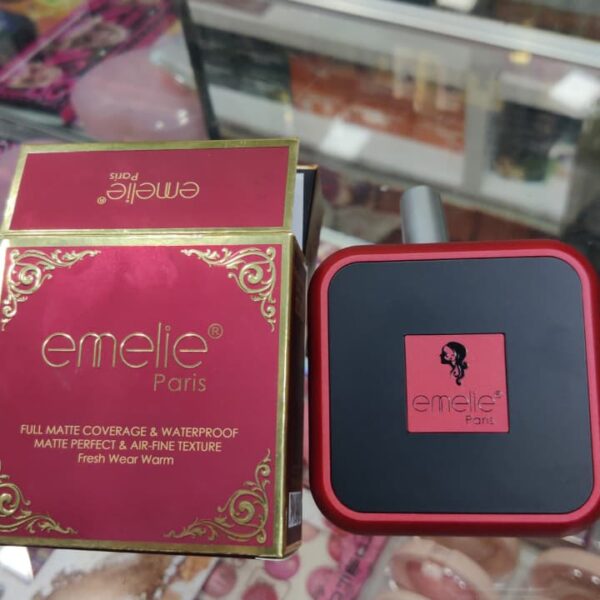 emelie®
Paris
emelie®
Paris
FULL MATTE COVERAGE & WATERPROOF
MATTE PERFECT & AIR-FINE TEXTURE
Fresh Wear Warm
emelie®
Paris